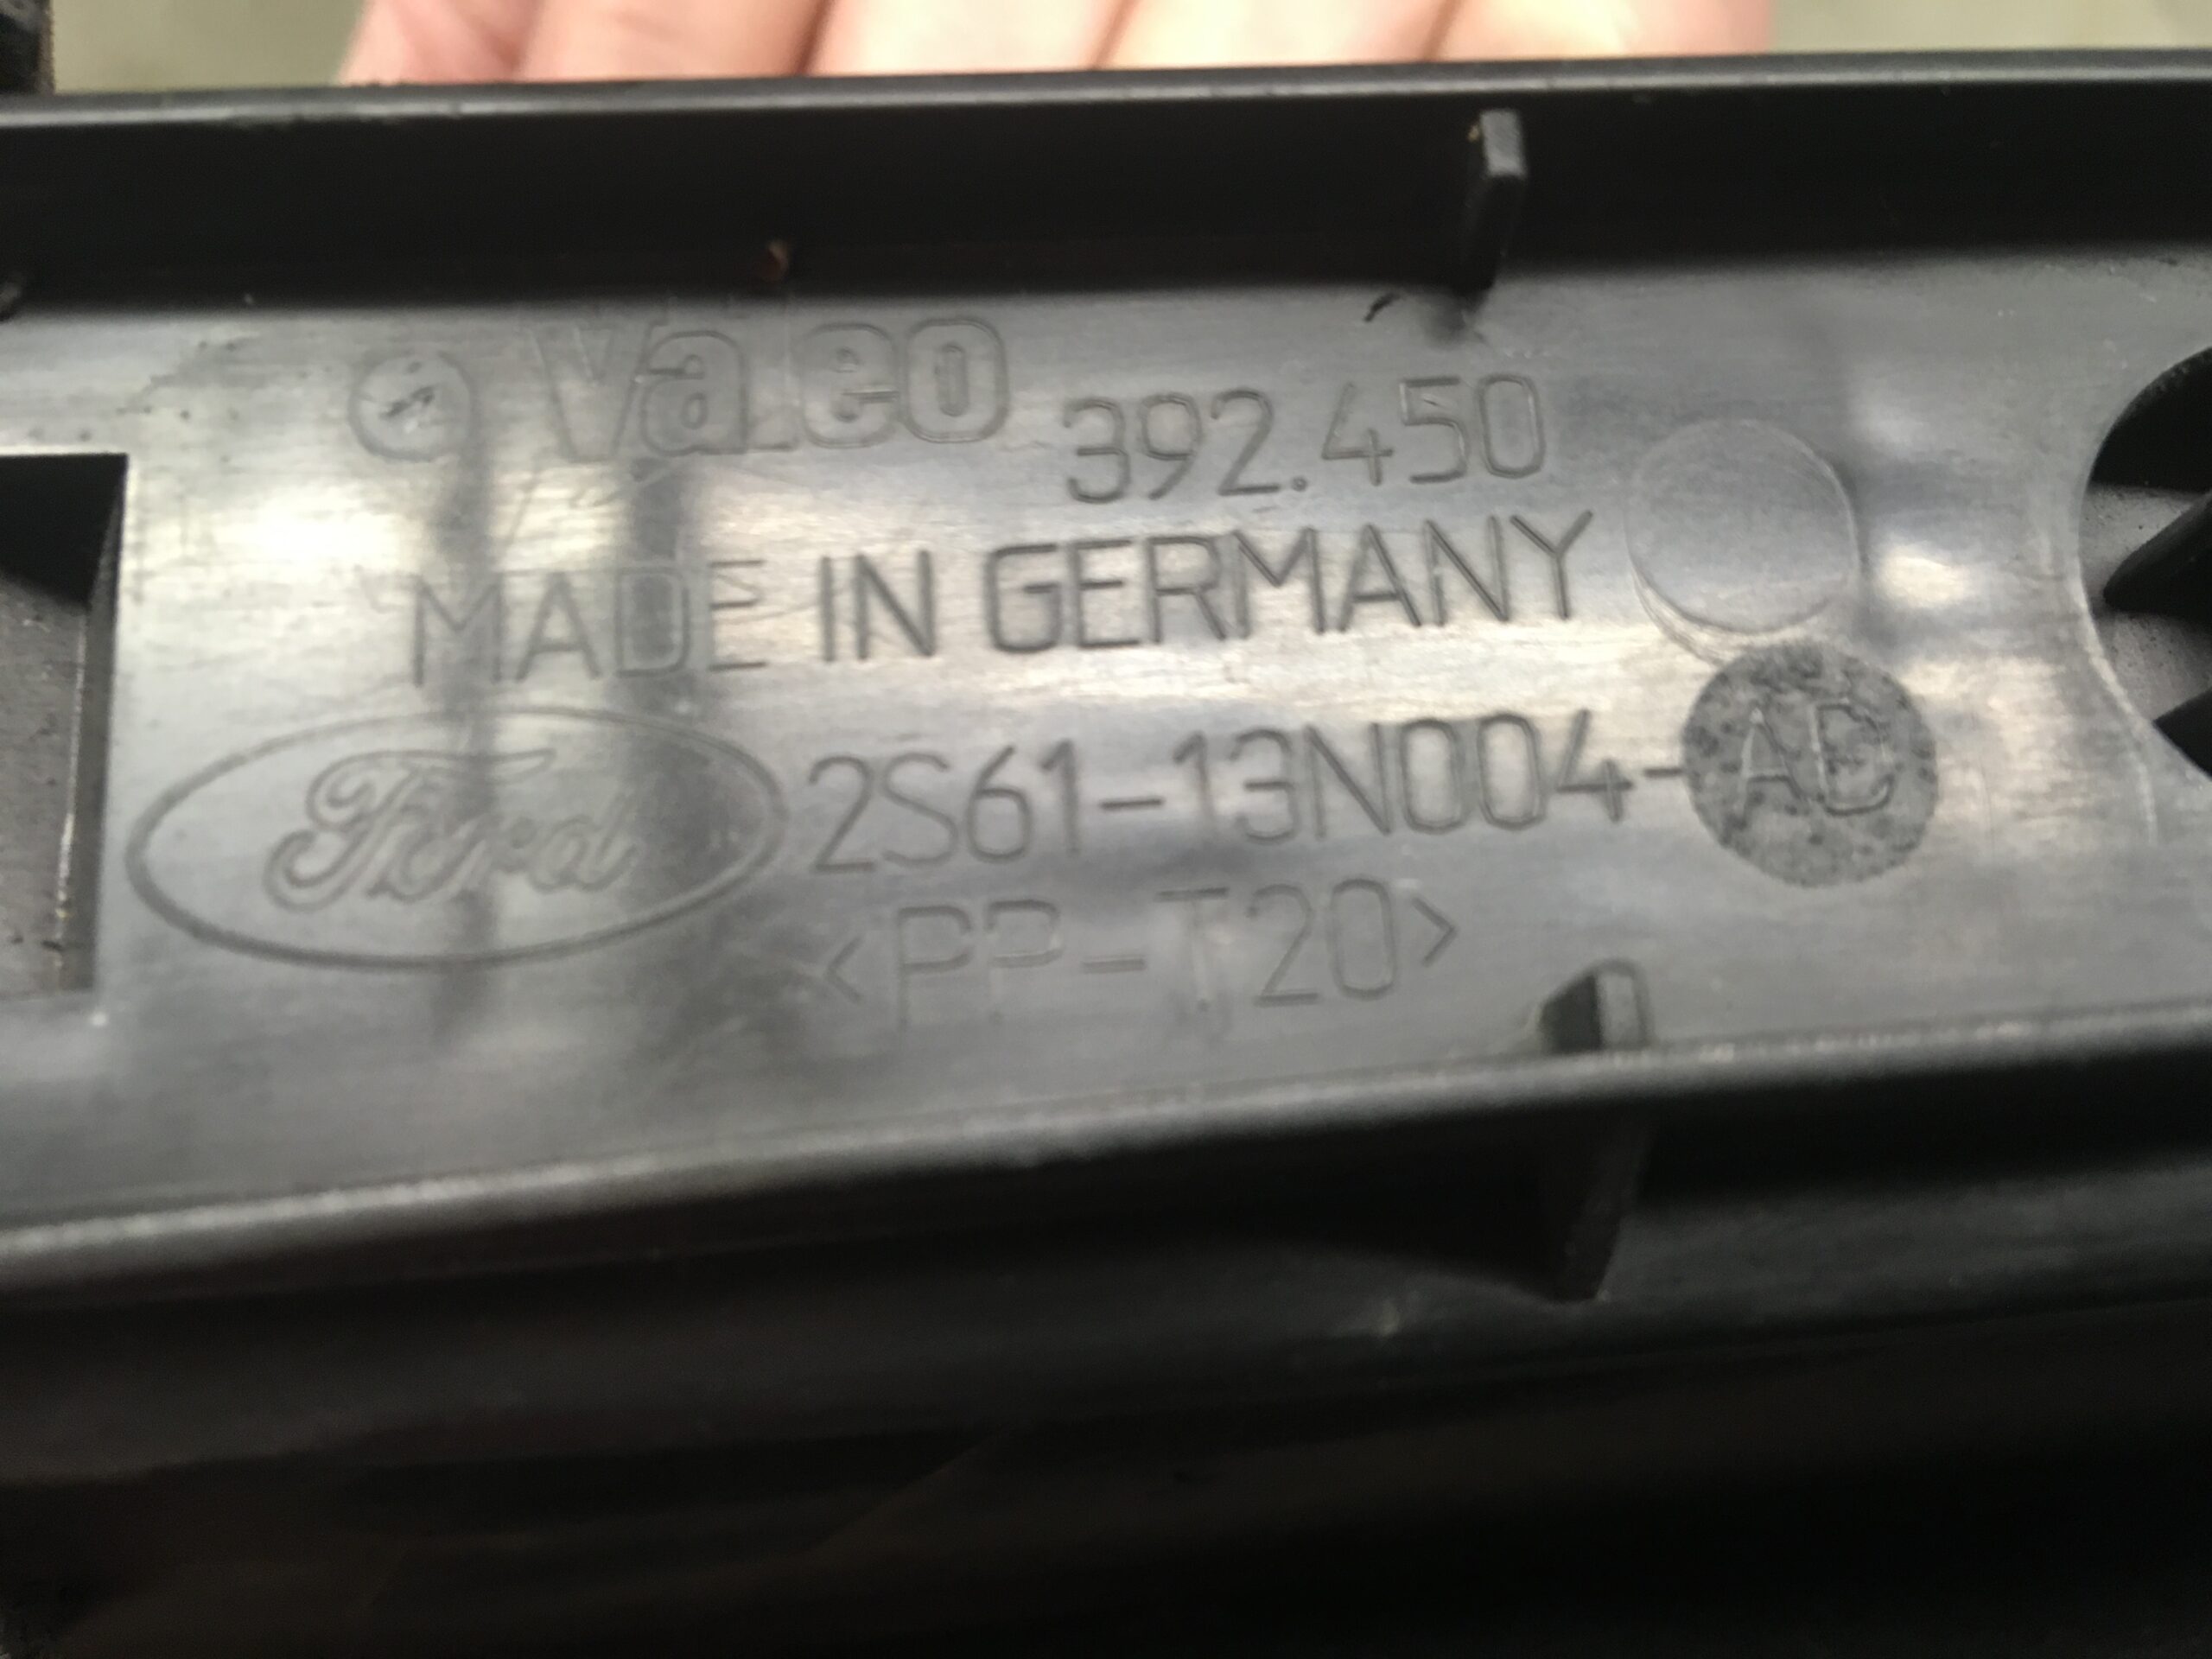 Valeo 392.450
MADE IN GERMANY
Ford 2S61-13N004-AD
<PP-T20>